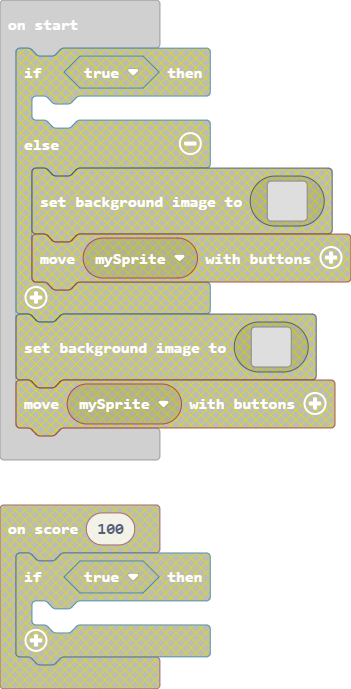 on start
if true then
else
set background image to
move mySprite with buttons
set background image to
move mySprite with buttons
on score 100
if true then